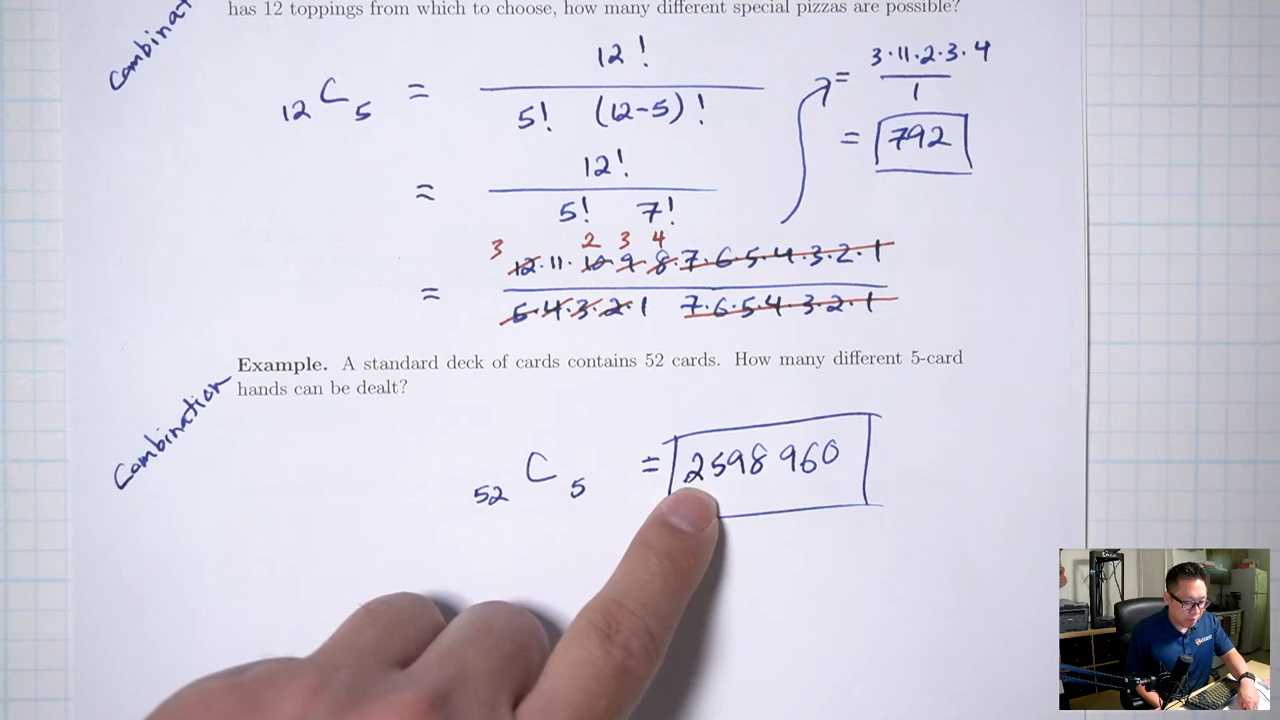 has 12 toppings from which to choose, how many different special pizzas are possible?
Combinat
12 C 5 = 12! / 5! (12-5)!
= 12! / 5! 7!
3 2 3 4
= 12·11·10·9·8·7·6·5·4·3·2·1 / 5·4·3·2·1 7·6·5·4·3·2·1
= 3·11·2·3·4 / 1
= 792
Combination
Example. A standard deck of cards contains 52 cards. How many different 5-card
hands can be dealt?
52 C 5 = 2598960